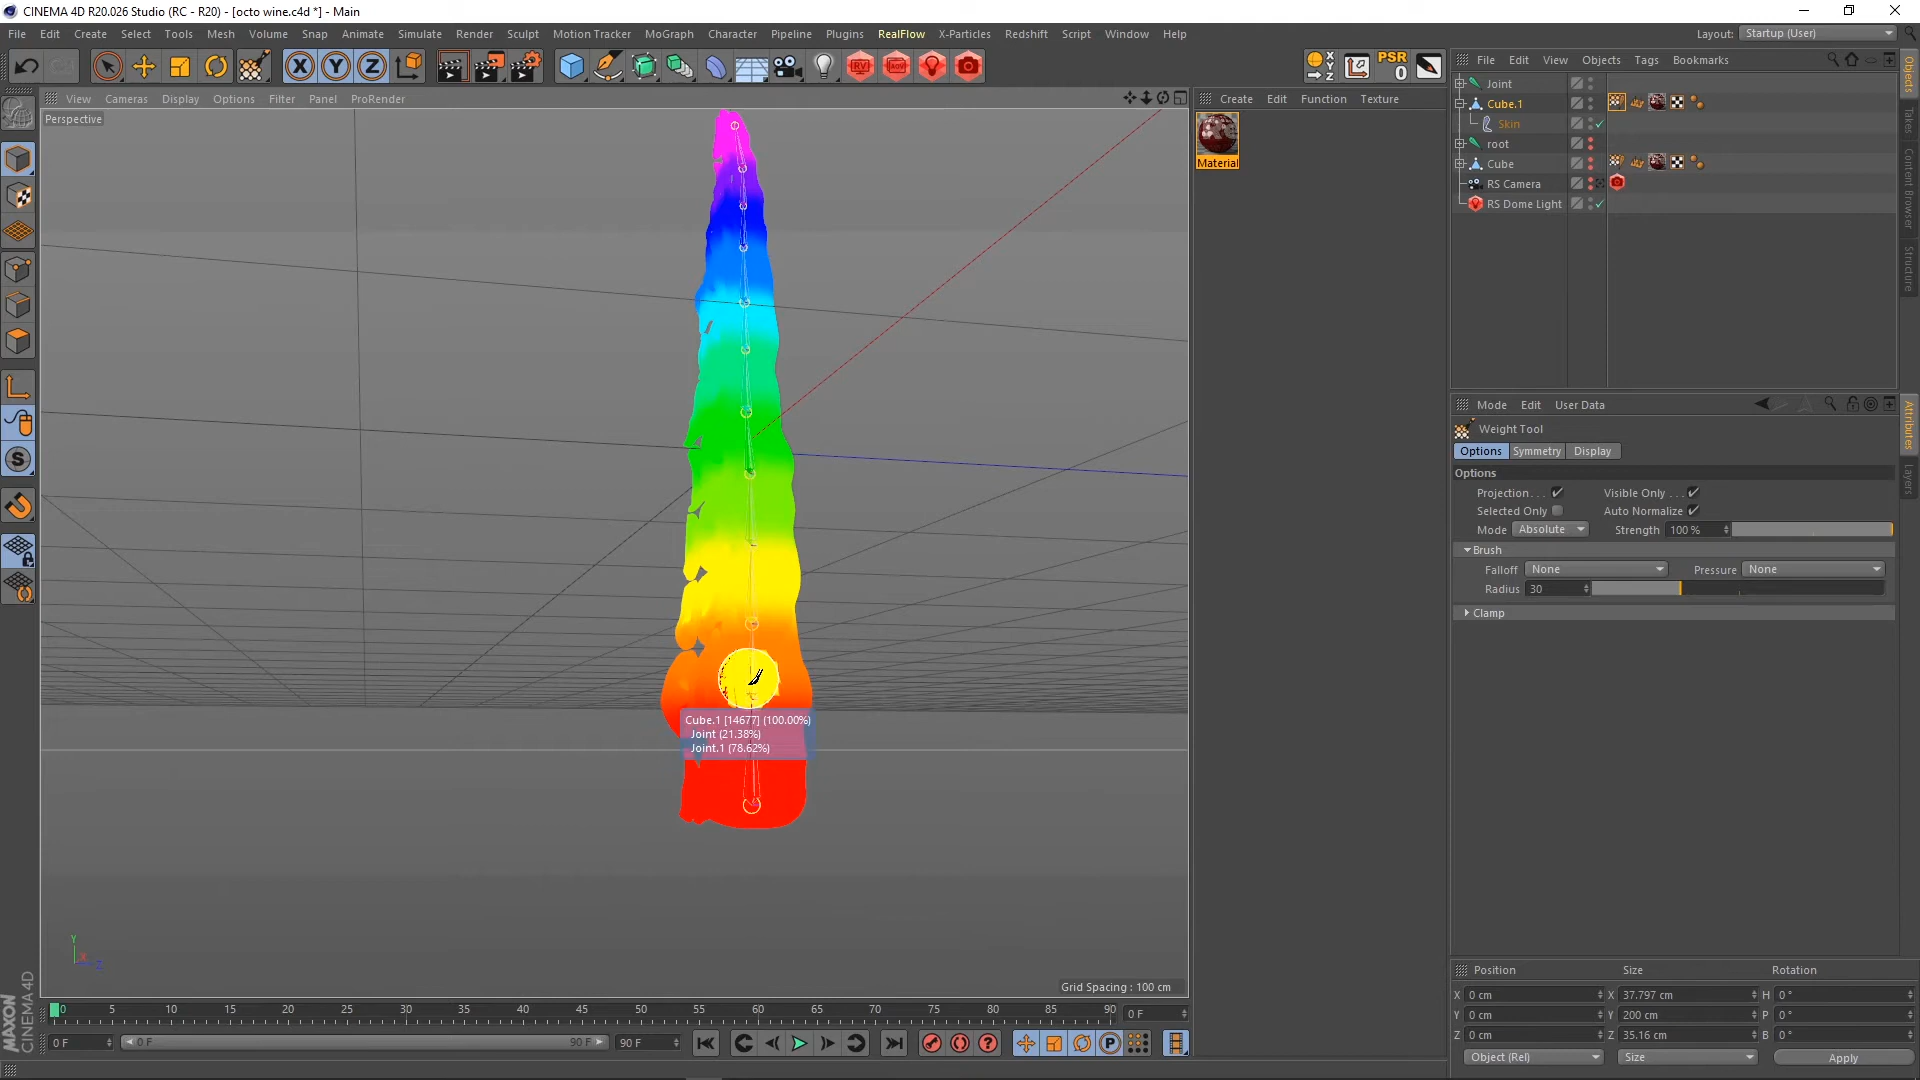 CINEMA 4D R20.026 Studio (RC - R20) - [octo wine.c4d *] - Main
File Edit Create Select Tools Mesh Volume Snap Animate Simulate Render Sculpt Motion Tracker MoGraph Character Pipeline Plugins RealFlow X-Particles Redshift Script Window Help
Layout: Startup (User)
PSR
0
File Edit View Objects Tags Bookmarks
View Cameras Display Options Filter Panel ProRender
Create Edit Function Texture
Perspective
Material
Joint
Cube.1
Skin
root
Cube
RS Camera
RS Dome Light
Objects
Takes
Content Browser
Structure
Mode Edit User Data
Weight Tool
Options Symmetry Display
Options
Projection . . . Visible Only . . .
Selected Only Auto Normalize
Mode Absolute Strength 100 %
Brush
Falloff None Pressure None
Radius 30
Clamp
Attributes
Layers
Cube.1 [14677] (100.00%)
Joint (21.38%)
Joint.1 (78.62%)
Y
X
Z
Grid Spacing : 100 cm
0 5 10 15 20 25 30 35 40 45 50 55 60 65 70 75 80 85 90 0 F
0 F 0 F 90 F 90 F
Position Size Rotation
X 0 cm X 37.797 cm H 0 °
Y 0 cm Y 200 cm P 0 °
Z 0 cm Z 35.16 cm B 0 °
Object (Rel) Size Apply
MAXON
CINEMA 4D